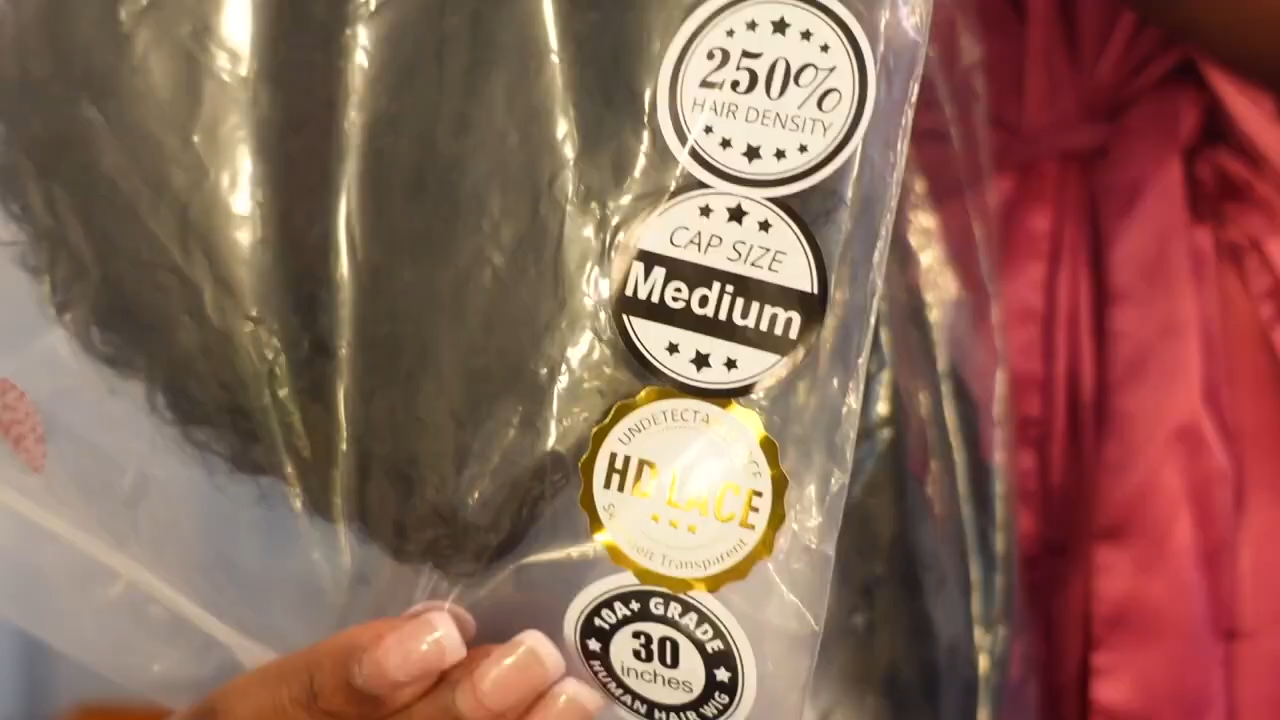 250%
HAIR DENSITY
CAP SIZE
Medium
HD LACE
Transparent
10A+ GRADE
30
inches
HUMAN HAIR WIG